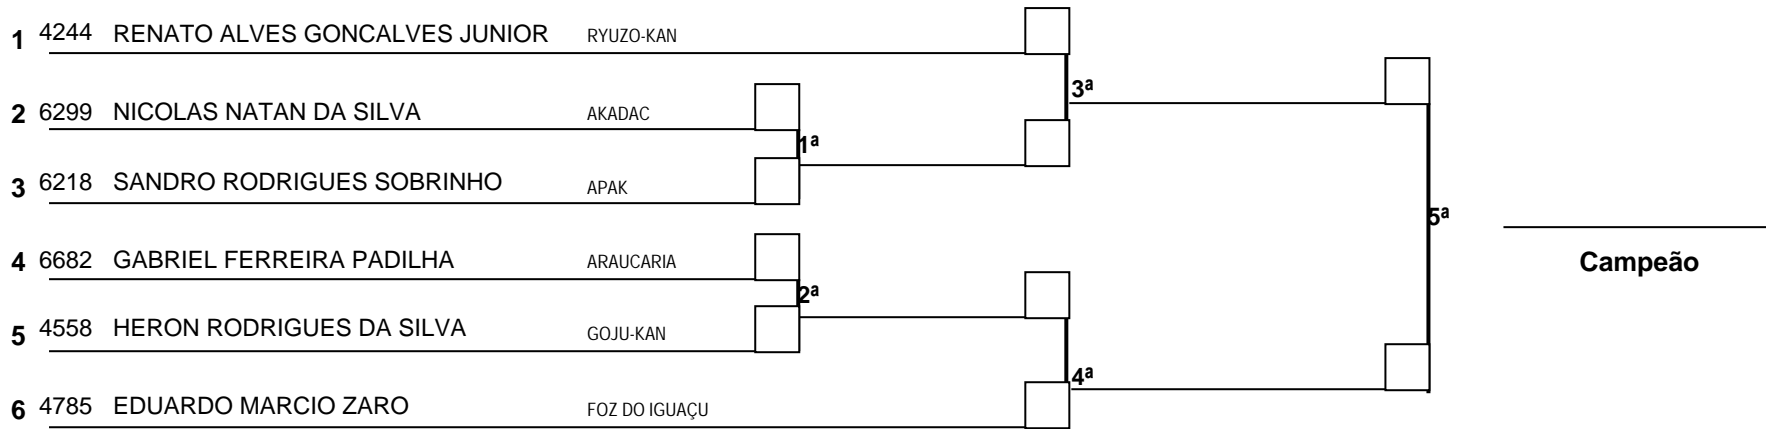 1 4244 RENATO ALVES GONCALVES JUNIOR RYUZO-KAN
3ª
2 6299 NICOLAS NATAN DA SILVA AKADAC
1ª
3 6218 SANDRO RODRIGUES SOBRINHO APAK
5ª
4 6682 GABRIEL FERREIRA PADILHA ARAUCARIA
Campeão
2ª
5 4558 HERON RODRIGUES DA SILVA GOJU-KAN
4ª
6 4785 EDUARDO MARCIO ZARO FOZ DO IGUAÇU